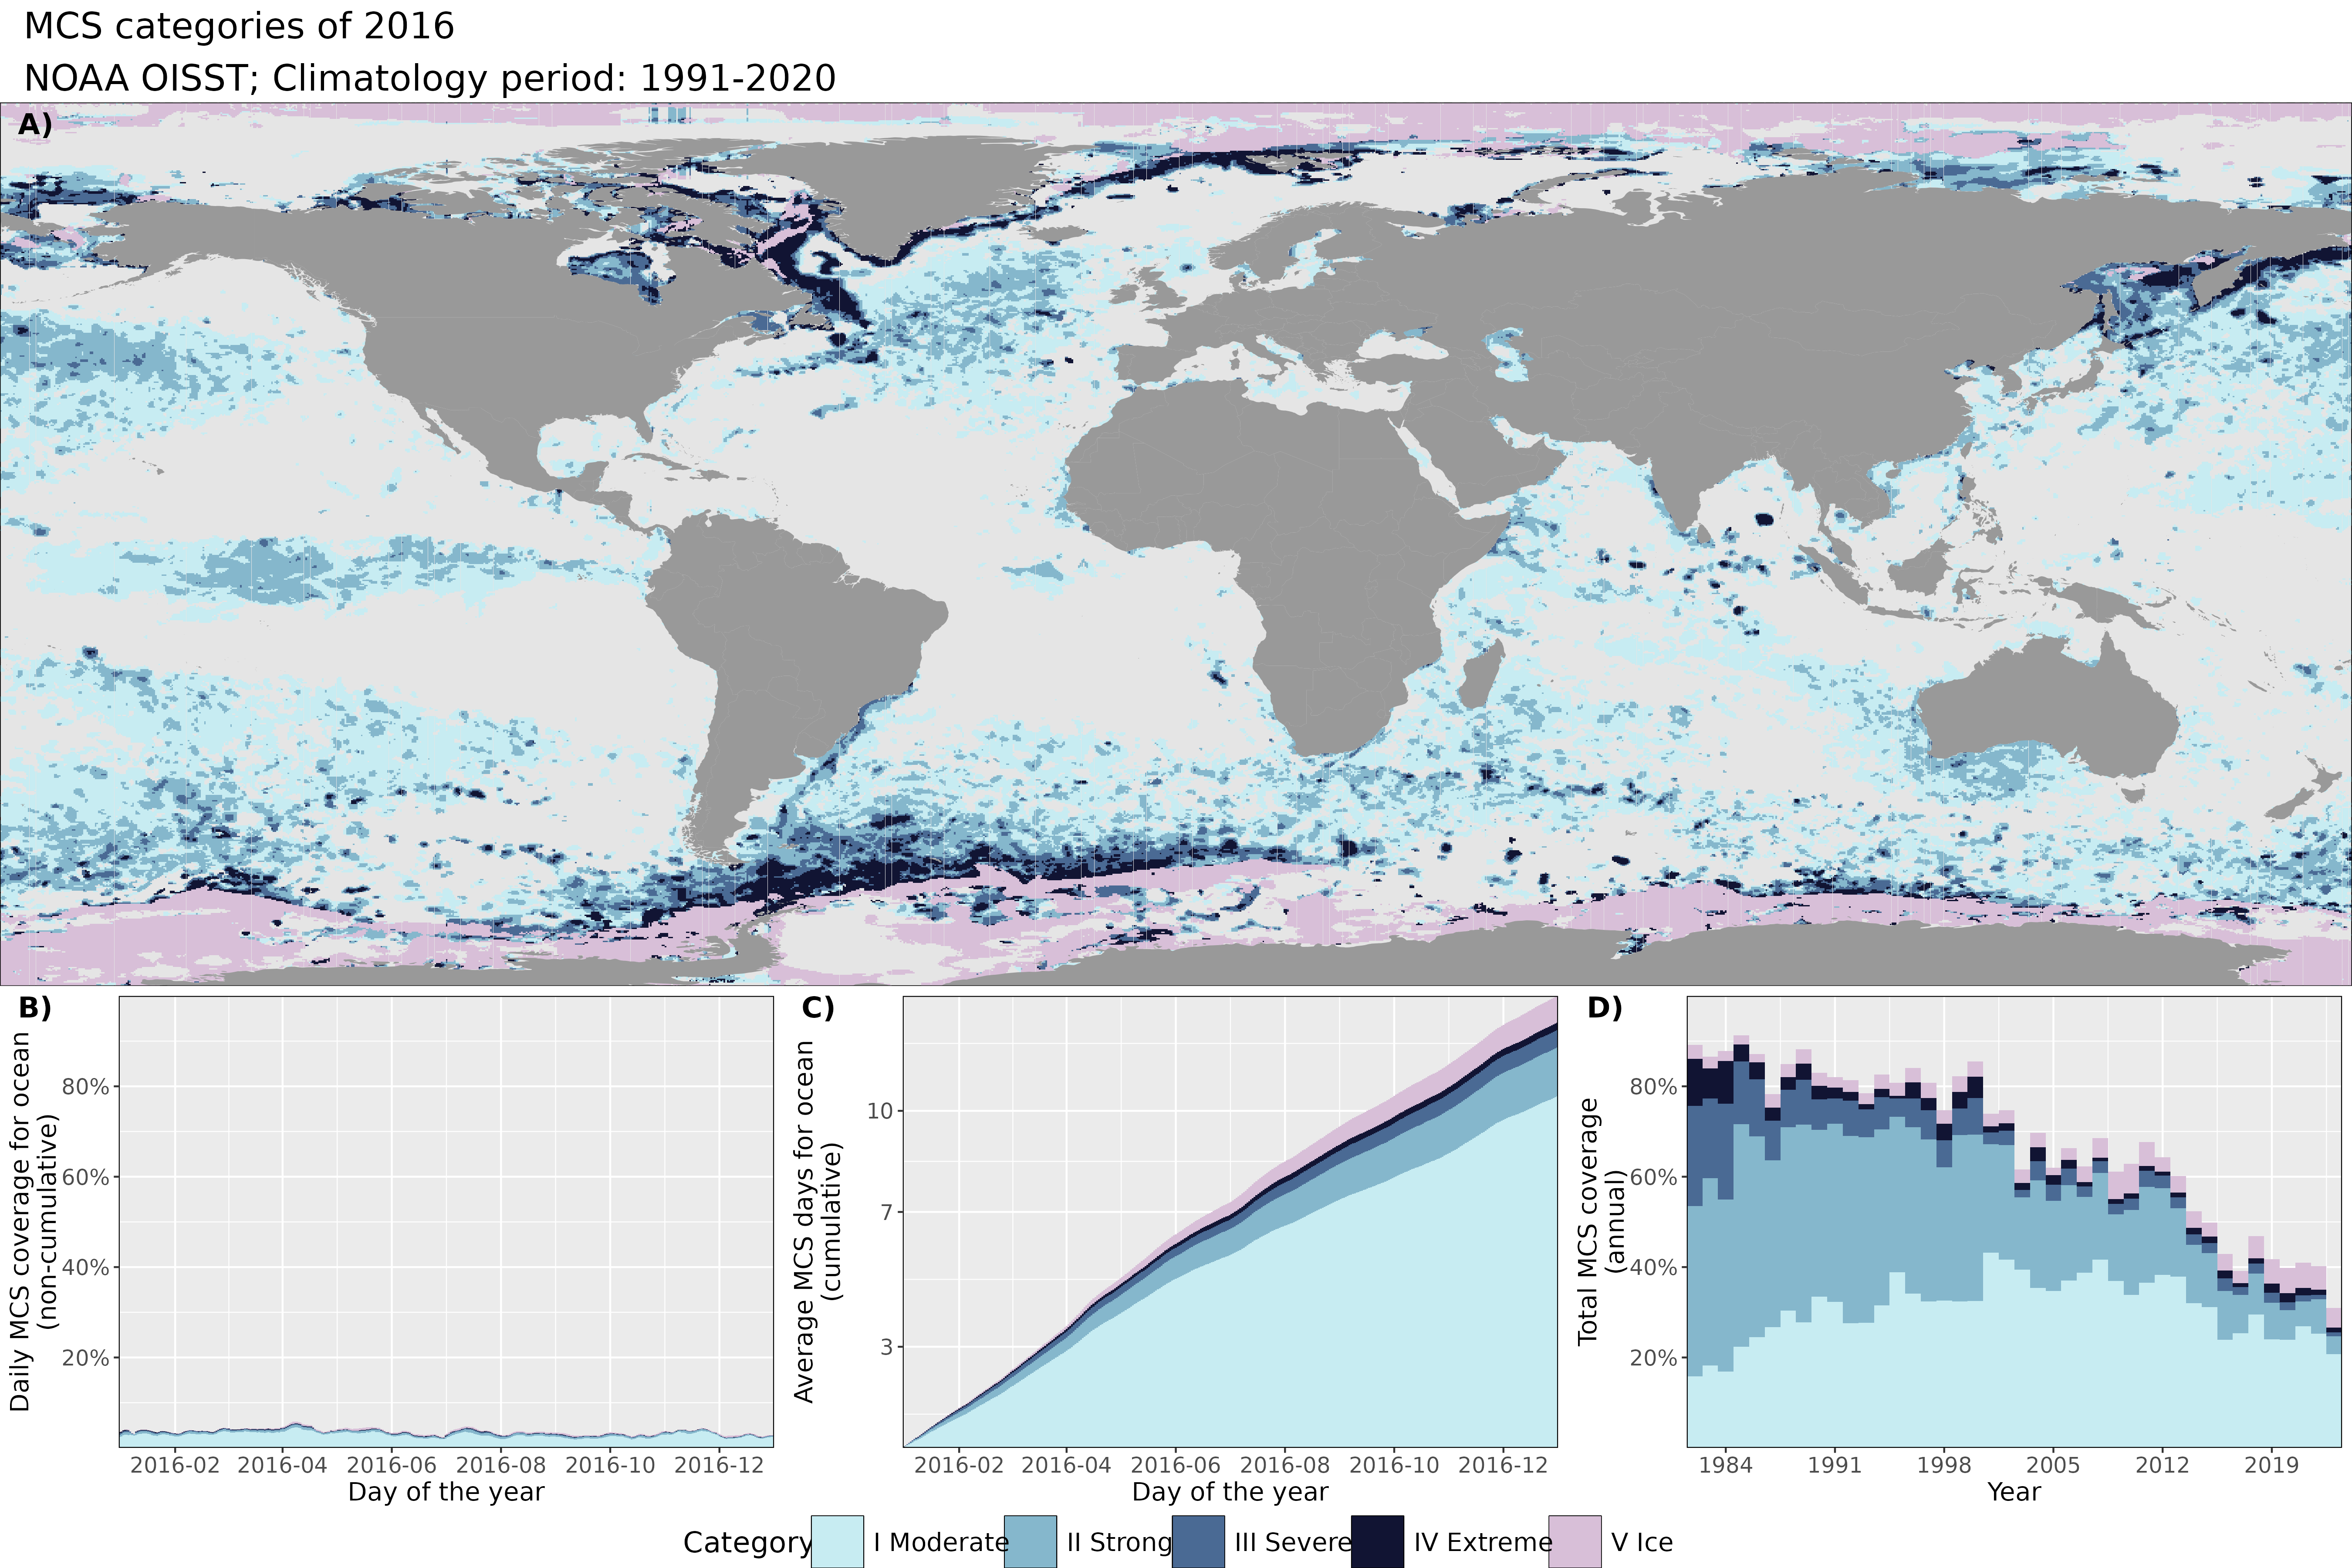 MCS categories of 2016
NOAA OISST; Climatology period: 1991-2020
A)
B)
Daily MCS coverage for ocean
(non-cumulative)
80%
60%
40%
20%
2016-02 2016-04 2016-06 2016-08 2016-10 2016-12
Day of the year
C)
Average MCS days for ocean
(cumulative)
10
7
3
2016-02 2016-04 2016-06 2016-08 2016-10 2016-12
Day of the year
D)
Total MCS coverage
(annual)
80%
60%
40%
20%
1984 1991 1998 2005 2012 2019
Year
Category I Moderate II Strong III Severe IV Extreme V Ice